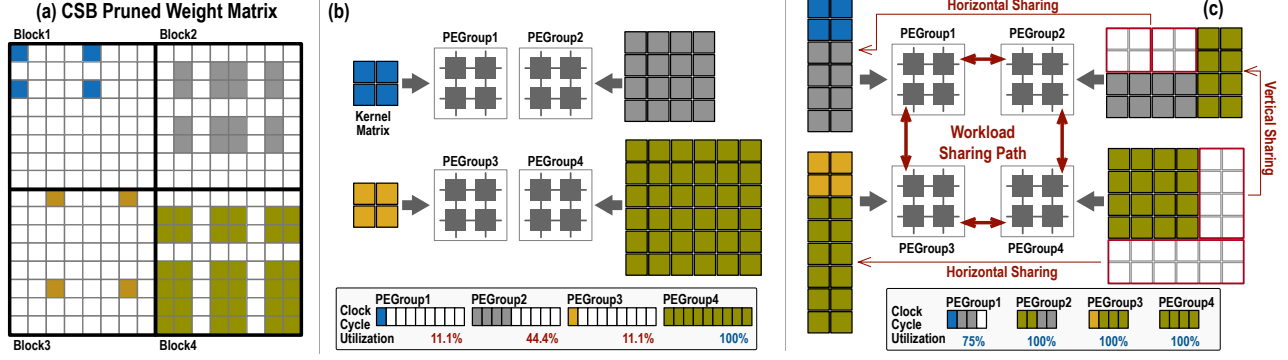 (a) CSB Pruned Weight Matrix
Block1
Block2
Block3
Block4
(b)
PEGroup1
PEGroup2
Kernel
Matrix
PEGroup3
PEGroup4
PEGroup1
PEGroup2
PEGroup3
PEGroup4
Clock
Cycle
Utilization
11.1%
44.4%
11.1%
100%
Horizontal Sharing
(c)
PEGroup1
PEGroup2
Vertical Sharing
Workload
Sharing Path
PEGroup3
PEGroup4
Horizontal Sharing
PEGroup1
PEGroup2
PEGroup3
PEGroup4
Clock
Cycle
Utilization
75%
100%
100%
100%